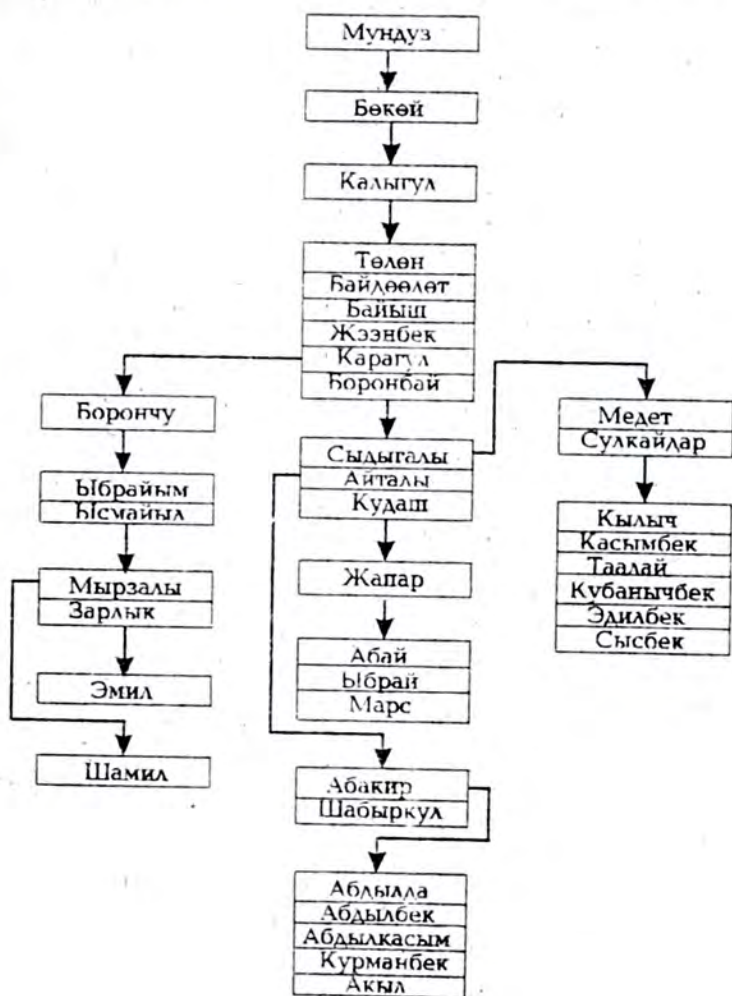 Мундуз
Бөкөй
Калыгул
Төлөн
Байдөөлөт
Байыш
Жээнбек
Карагул
Боронбай
Борончу
Ыбрайым
Ысмайыл
Мырзалы
Зарлык
Эмил
Шамил
Сыдыгалы
Айталы
Кудаш
Жапар
Абай
Ыбрай
Марс
Абакир
Шабыркул
Абдылда
Абдылбек
Абдылкасым
Курманбек
Акыл
Медет
Сулкайдар
Кылыч
Касымбек
Таалай
Кубанычбек
Эдилбек
Сысбек